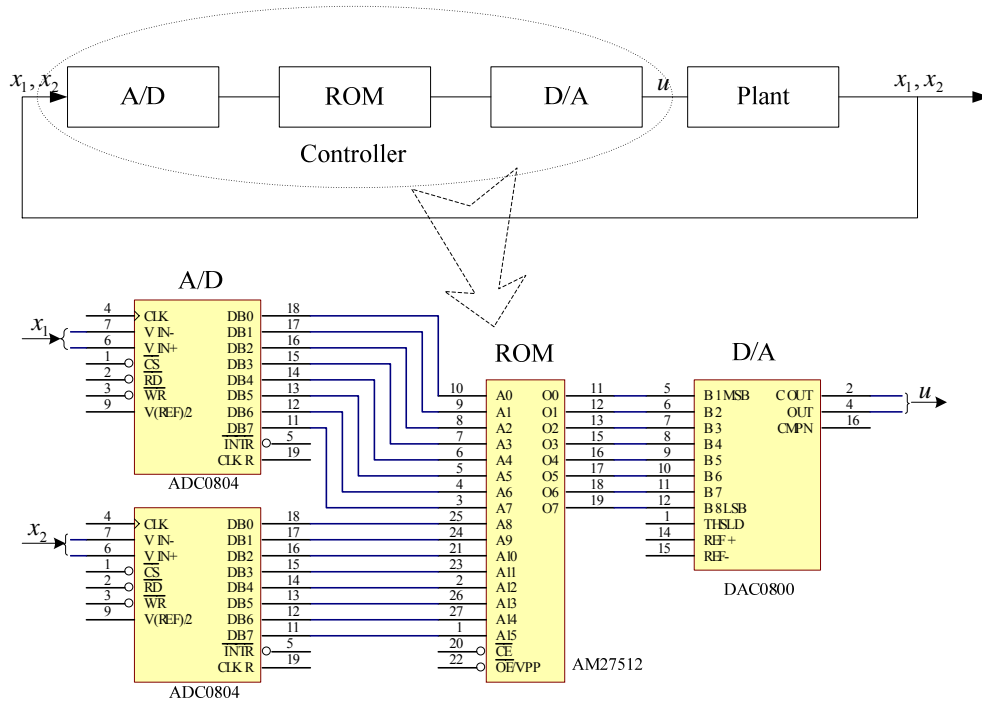 x1, x2
A/D
ROM
D/A
u
Plant
x1, x2
Controller
A/D
x1
4 CLK DB0 18
7 VIN- DB1 17
6 VIN+ DB2 16
1 CS DB3 15
2 RD DB4 14
3 WR DB5 13
9 V(REF)/2 DB6 12
DB7 11
INTR 5
CLK R 19
ADC0804
x2
4 CLK DB0 18
7 VIN- DB1 17
6 VIN+ DB2 16
1 CS DB3 15
2 RD DB4 14
3 WR DB5 13
9 V(REF)/2 DB6 12
DB7 11
INTR 5
CLK R 19
ADC0804
ROM
10 A0 O0 11
9 A1 O1 12
8 A2 O2 13
7 A3 O3 15
6 A4 O4 16
5 A5 O5 17
4 A6 O6 18
3 A7 O7 19
25 A8
24 A9
21 A10
23 A11
2 A12
26 A13
27 A14
1 A15
20 CE
22 OE/VPP
AM27512
D/A
5 B1MSB COUT 2
6 B2 OUT 4
7 B3 CMPN 16
8 B4
9 B5
10 B6
11 B7
12 B8LSB
1 THSLD
14 REF+
15 REF-
DAC0800
u